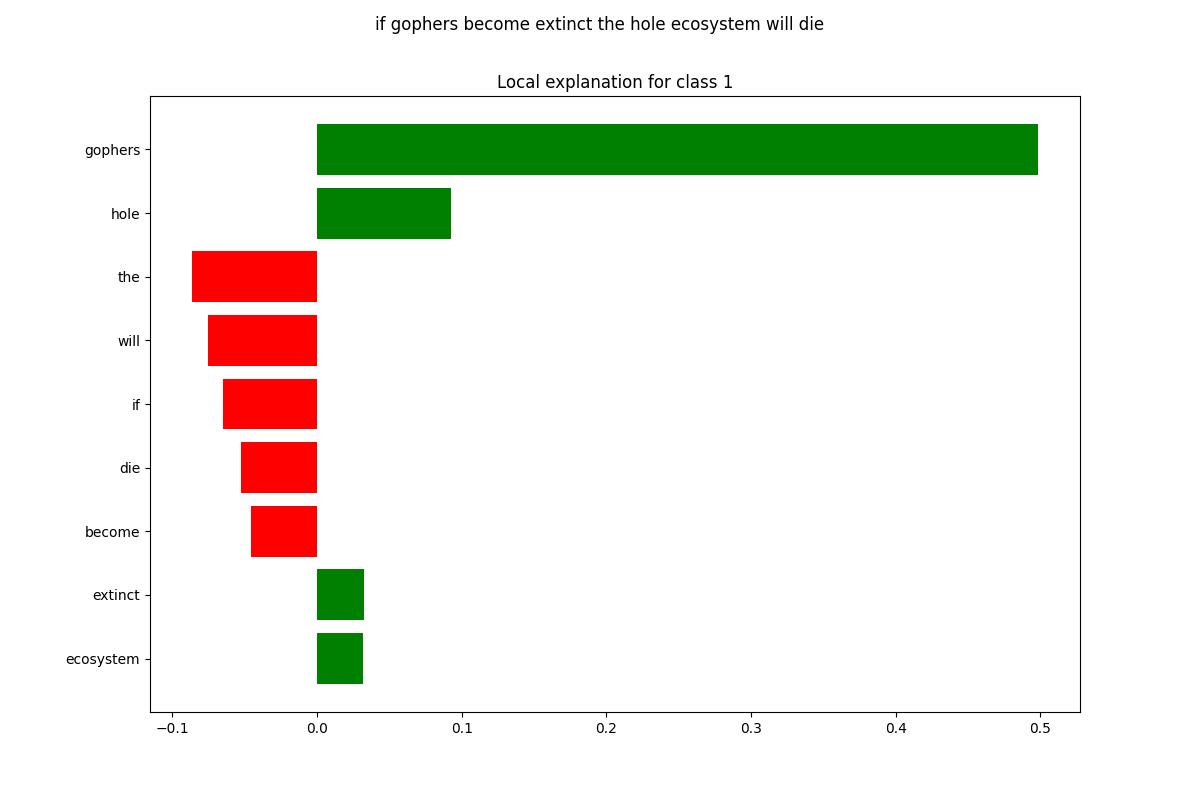 if gophers become extinct the hole ecosystem will die
Local explanation for class 1
gophers
hole
the
will
if
die
become
extinct
ecosystem
−0.1 0.0 0.1 0.2 0.3 0.4 0.5